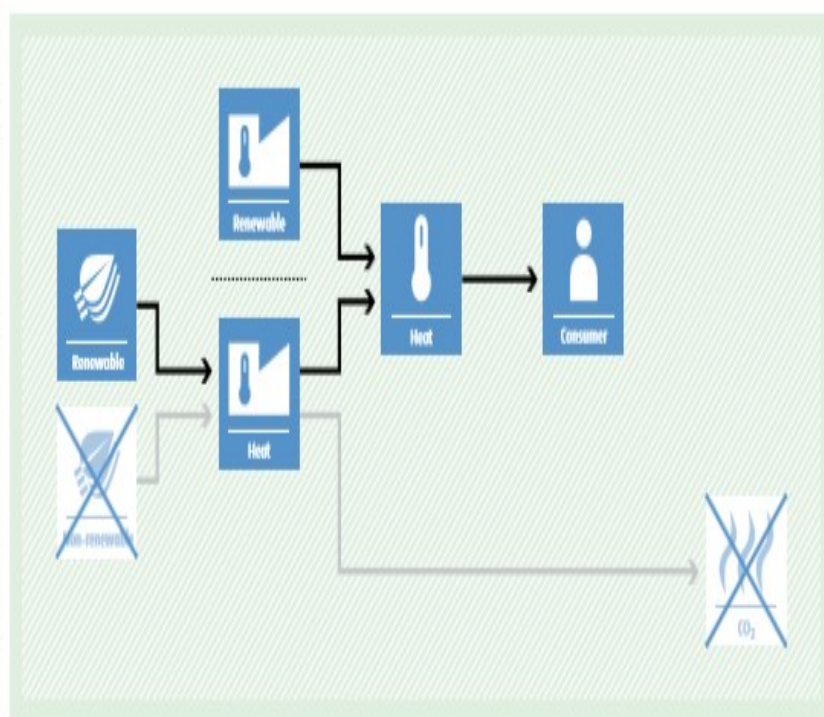 Renewable
Renewable
Heat
Consumer
Heat
Non-renewable
CO₂